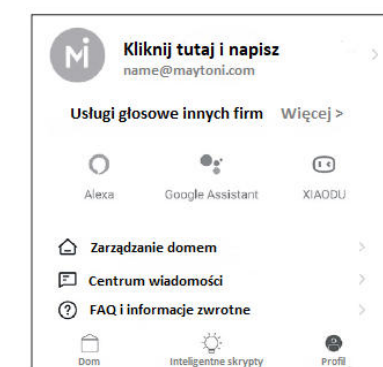 Mi
Kliknij tutaj i napisz
name@maytoni.com
Usługi głosowe innych firm Więcej >
Alexa Google Assistant XIAODU
Zarządzanie domem
Centrum wiadomości
FAQ i informacje zwrotne
Dom Inteligentne skrypty Profil